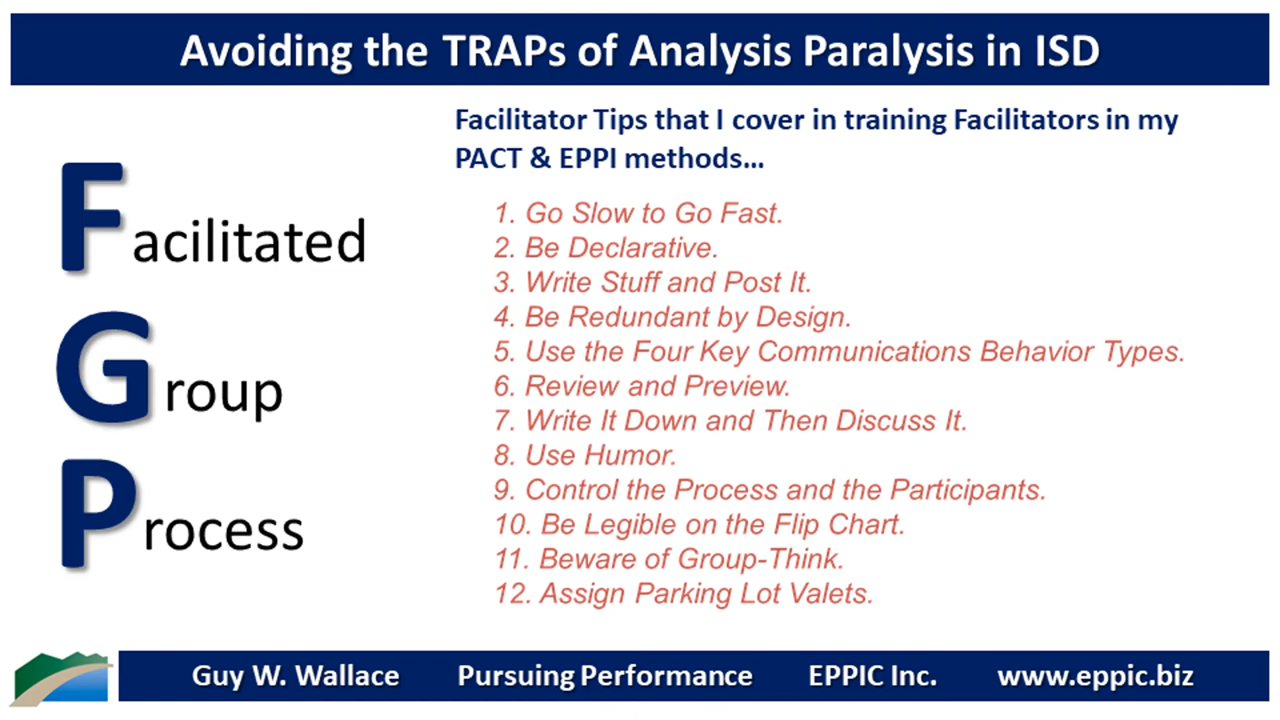 Avoiding the TRAPs of Analysis Paralysis in ISD
Facilitated
Group
Process
Facilitator Tips that I cover in training Facilitators in my
PACT & EPPI methods…
1. Go Slow to Go Fast.
2. Be Declarative.
3. Write Stuff and Post It.
4. Be Redundant by Design.
5. Use the Four Key Communications Behavior Types.
6. Review and Preview.
7. Write It Down and Then Discuss It.
8. Use Humor.
9. Control the Process and the Participants.
10. Be Legible on the Flip Chart.
11. Beware of Group-Think.
12. Assign Parking Lot Valets.
Guy W. Wallace Pursuing Performance EPPIC Inc. www.eppic.biz